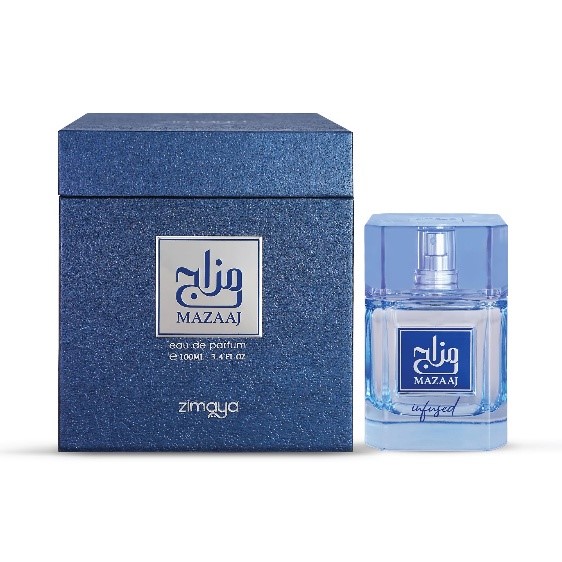 مزاج
MAZAAJ
eau de parfum
e 100ML - 3.4 FL OZ
zimaya
مزاج
MAZAAJ
infused